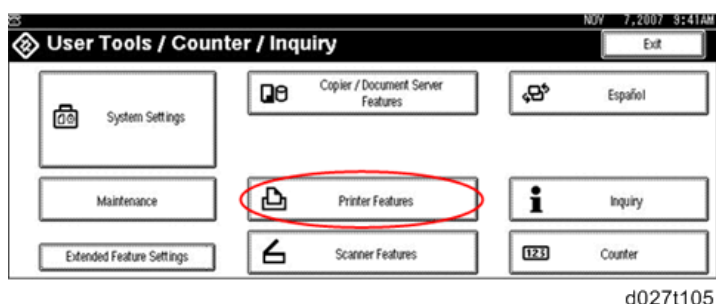 NOV 7,2007 9:41AM
User Tools / Counter / Inquiry
Exit
System Settings
Copier / Document Server
Features
Español
Maintenance
Printer Features
Inquiry
Extended Feature Settings
Scanner Features
123
Counter
d027t105